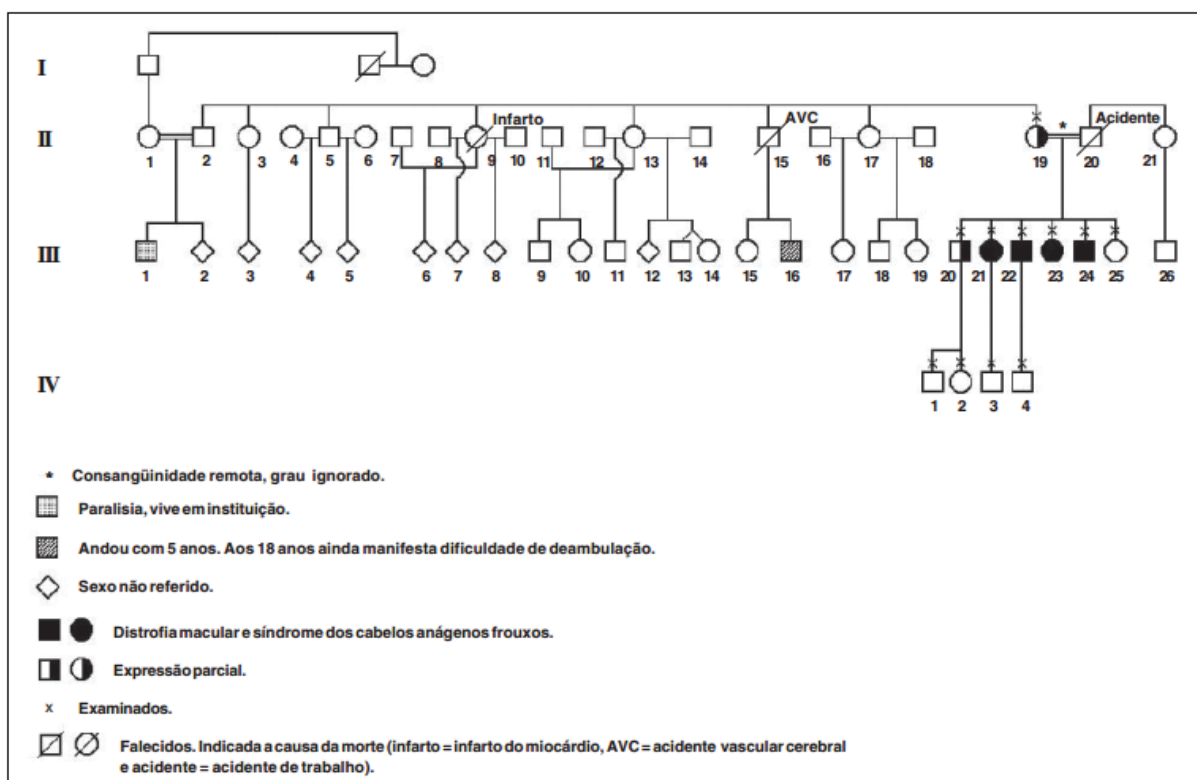 I
Infarto
AVC
*
Acidente
II
1 2 3 4 5 6 7 8 9 10 11 12 13 14 15 16 17 18 19 20 21
III
1 2 3 4 5 6 7 8 9 10 11 12 13 14 15 16 17 18 19 20 21 22 23 24 25 26
IV
1 2 3 4
* Consangüinidade remota, grau ignorado.
Paralisia, vive em instituição.
Andou com 5 anos. Aos 18 anos ainda manifesta dificuldade de deambulação.
Sexo não referido.
Distrofia macular e síndrome dos cabelos anágenos frouxos.
Expressão parcial.
x Examinados.
Falecidos. Indicada a causa da morte (infarto = infarto do miocárdio, AVC = acidente vascular cerebral
e acidente = acidente de trabalho).